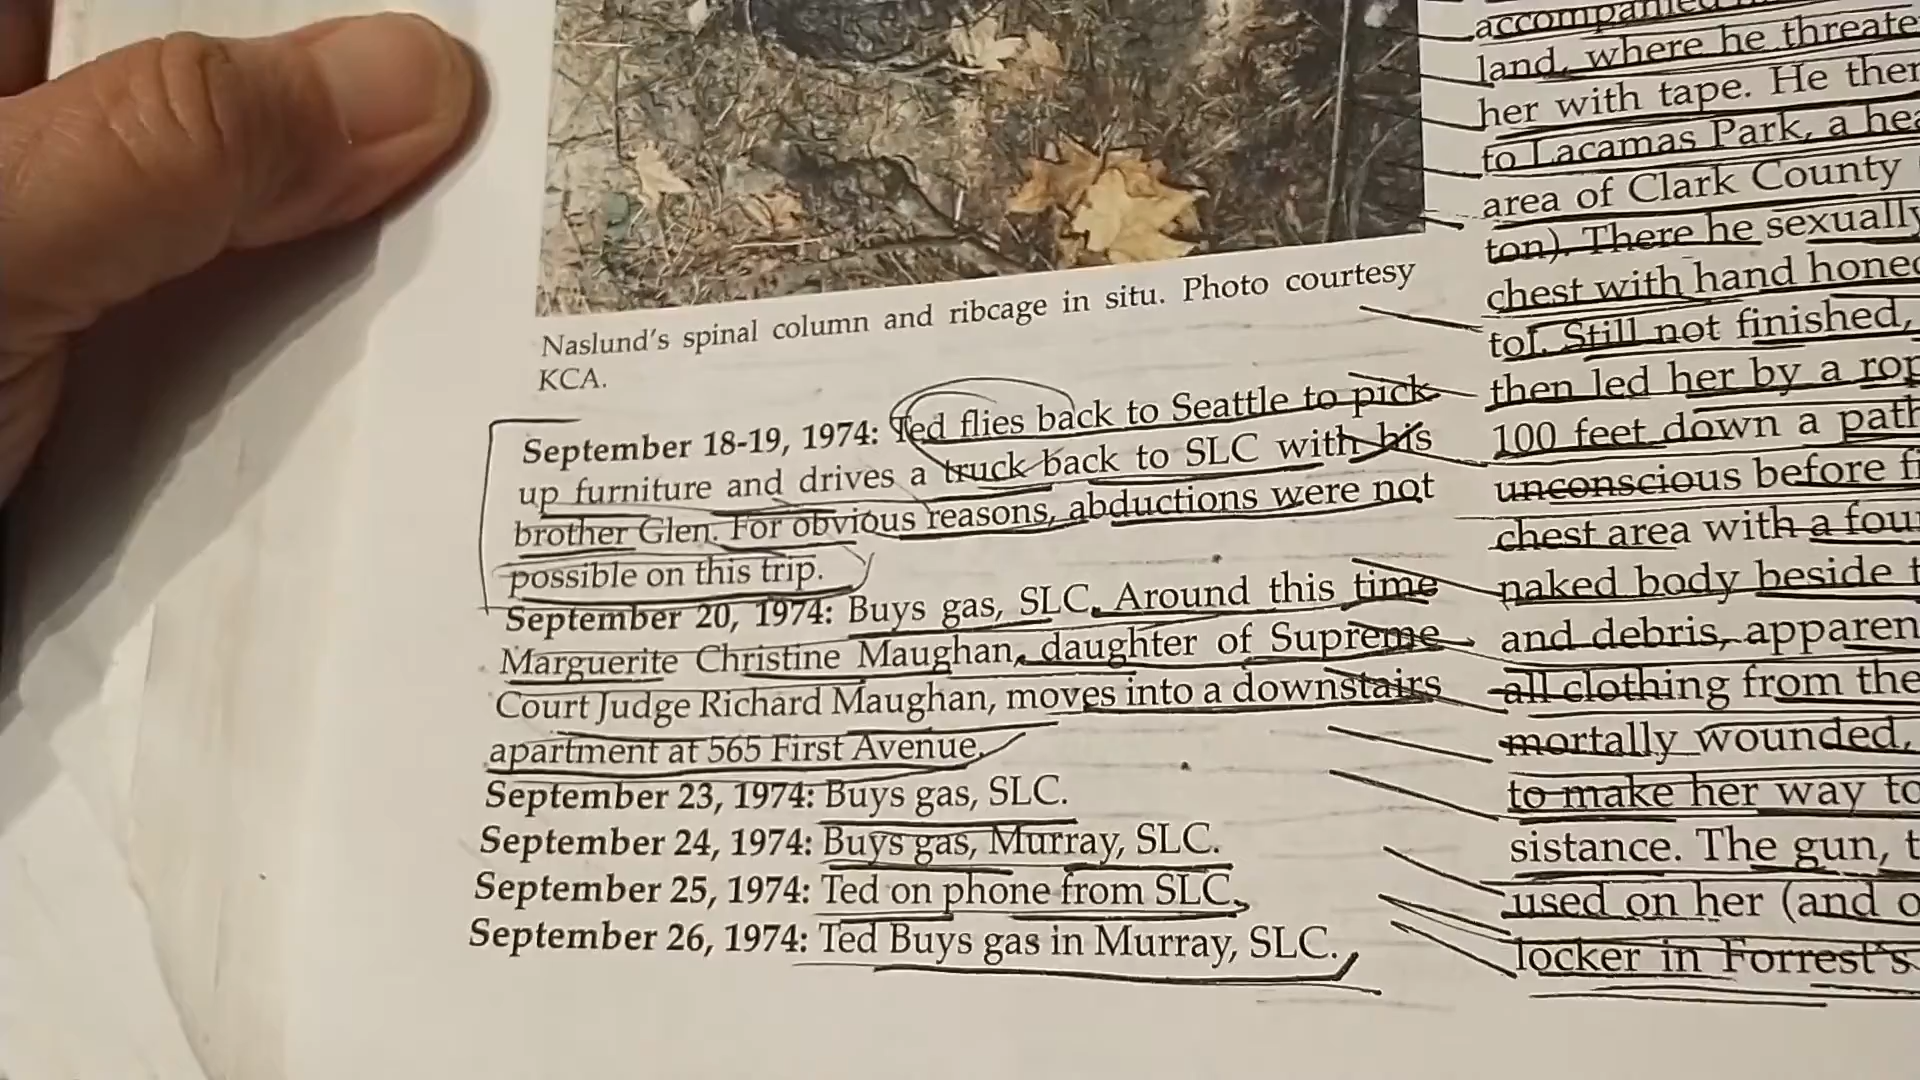 Naslund's spinal column and ribcage in situ. Photo courtesy
KCA.
September 18-19, 1974: Ted flies back to Seattle to pick
up furniture and drives a truck back to SLC with his
brother Glen. For obvious reasons, abductions were not
possible on this trip.
September 20, 1974: Buys gas, SLC. Around this time
Marguerite Christine Maughan, daughter of Supreme
Court Judge Richard Maughan, moves into a downstairs
apartment at 565 First Avenue.
September 23, 1974: Buys gas, SLC.
September 24, 1974: Buys gas, Murray, SLC.
September 25, 1974: Ted on phone from SLC.
September 26, 1974: Ted Buys gas in Murray, SLC.
accompanied
land, where he threate
her with tape. He ther
to Lacamas Park, a hea
area of Clark County
ton). There he sexually
chest with hand honed
tol. Still not finished,
then led her by a rop
100 feet down a path
unconscious before fi
chest area with a four
naked body beside t
and debris, apparen
all clothing from the
mortally wounded,
to make her way to
sistance. The gun, t
used on her (and o
locker in Forrest's